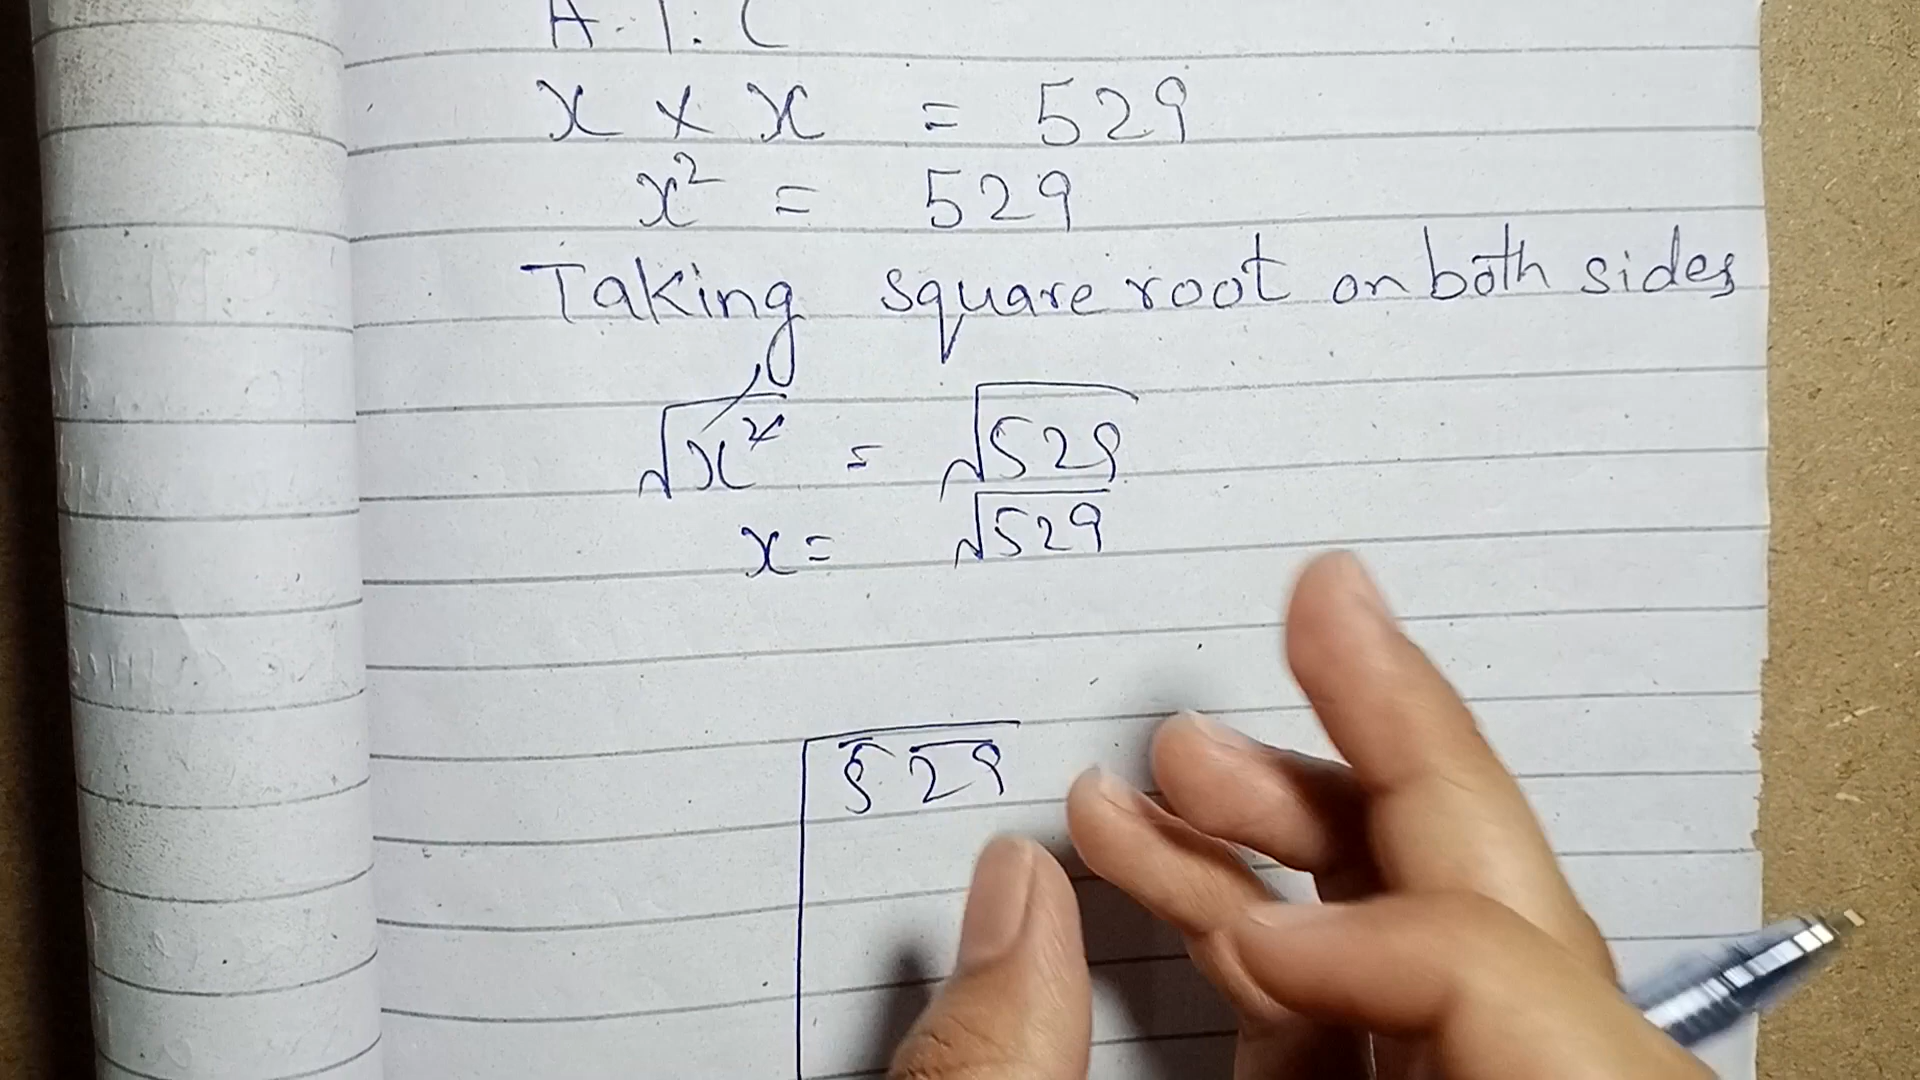 A.T.C
x × x = 529
x² = 529
Taking square root on both sides
√x² = √529
x = √529
529